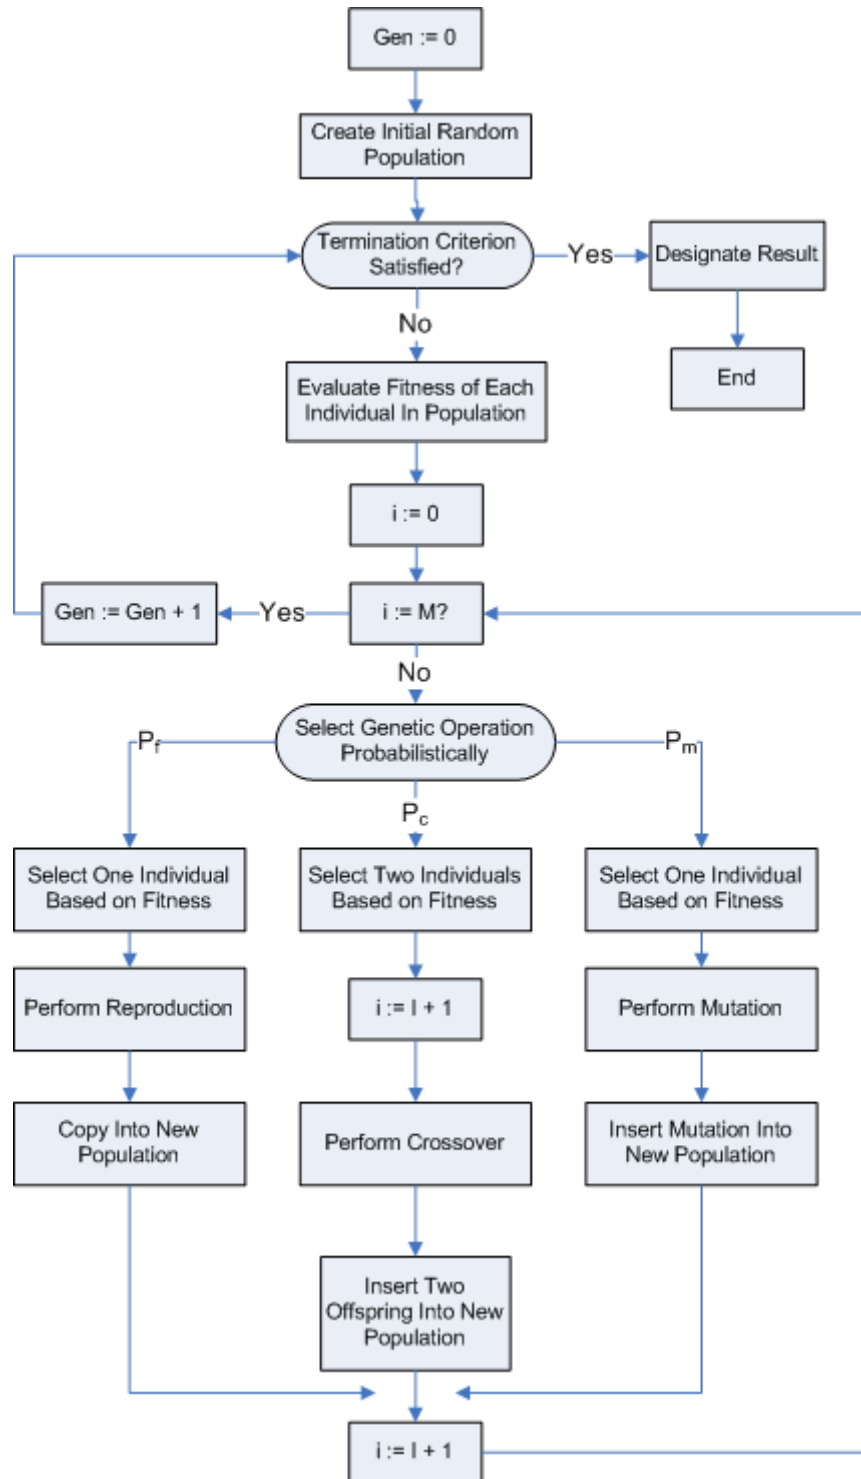 Gen := 0
Create Initial Random
Population
Termination Criterion
Satisfied?
Yes
Designate Result
No
End
Evaluate Fitness of Each
Individual In Population
i := 0
Gen := Gen + 1
Yes
i := M?
No
Select Genetic Operation
Probabilistically
Pf
Pm
Pc
Select One Individual
Based on Fitness
Select Two Individuals
Based on Fitness
Select One Individual
Based on Fitness
Perform Reproduction
i := I + 1
Perform Mutation
Copy Into New
Population
Perform Crossover
Insert Mutation Into
New Population
Insert Two
Offspring Into New
Population
i := I + 1